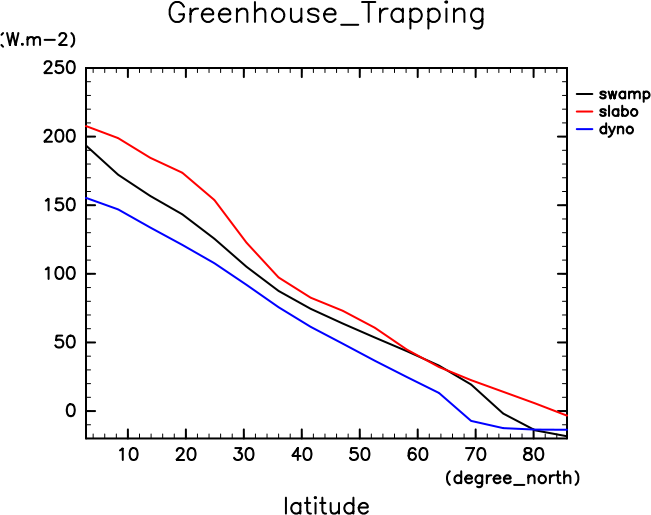 Greenhouse_Trapping
(W.m-2)
250
200
150
100
50
0
10 20 30 40 50 60 70 80
(degree_north)
latitude
swamp
slabo
dyno